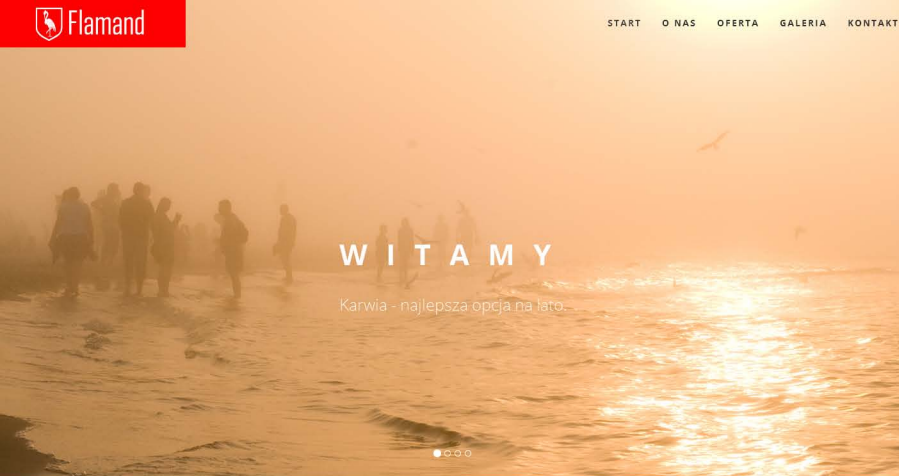 Flamand
START O NAS OFERTA GALERIA KONTAKT
WITAMY
Karwia - najlepsza opcja na lato.